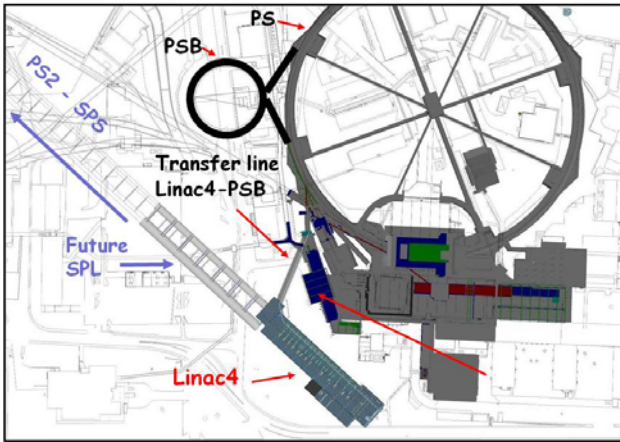 PS
PSB
PS2 - SPS
Transfer line
Linac4-PSB
Future
SPL
Linac4